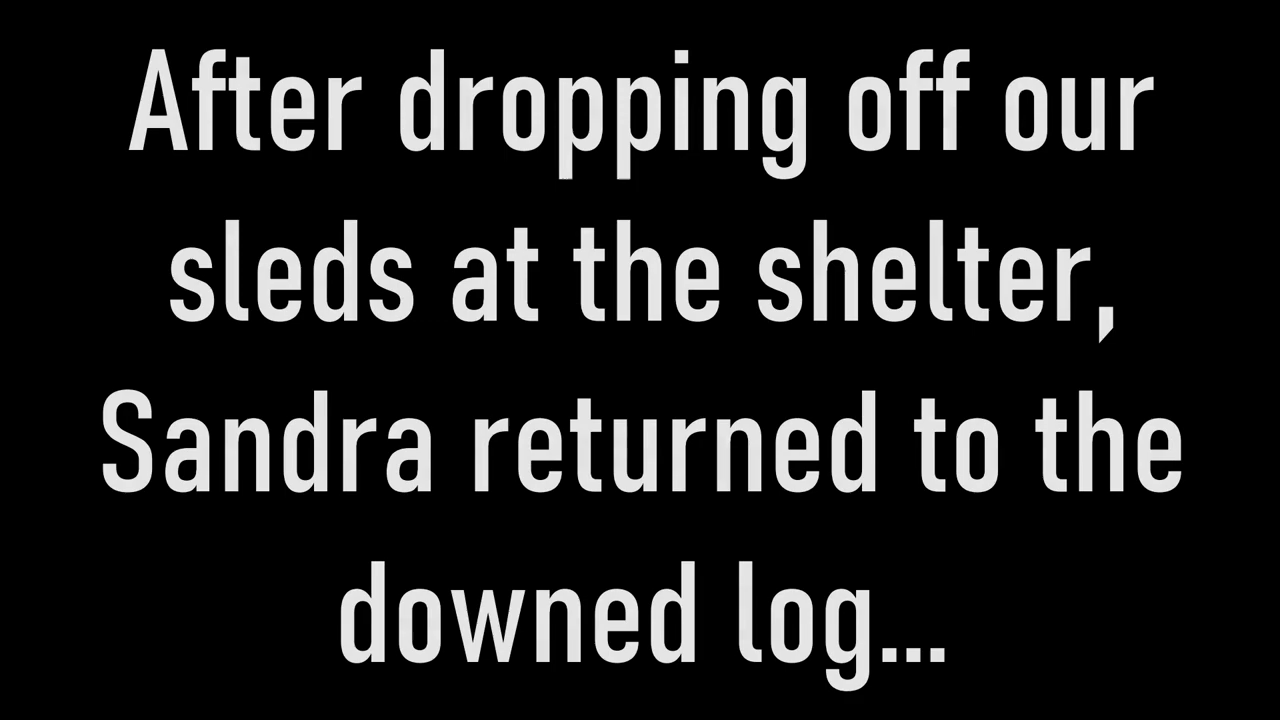 After dropping off our
sleds at the shelter,
Sandra returned to the
downed log...